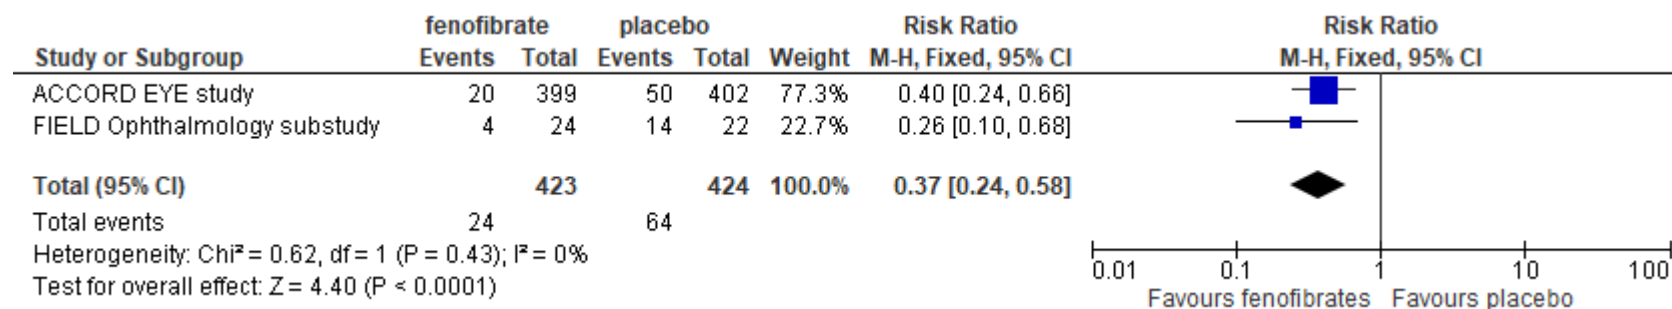 fenofibrate placebo Risk Ratio Risk Ratio
Study or Subgroup Events Total Events Total Weight M-H, Fixed, 95% CI M-H, Fixed, 95% CI
ACCORD EYE study 20 399 50 402 77.3% 0.40 [0.24, 0.66]
FIELD Ophthalmology substudy 4 24 14 22 22.7% 0.26 [0.10, 0.68]
Total (95% CI) 423 424 100.0% 0.37 [0.24, 0.58]
Total events 24 64
Heterogeneity: Chi² = 0.62, df = 1 (P = 0.43); I² = 0%
Test for overall effect: Z = 4.40 (P < 0.0001)
0.01 0.1 1 10 100
Favours fenofibrates Favours placebo